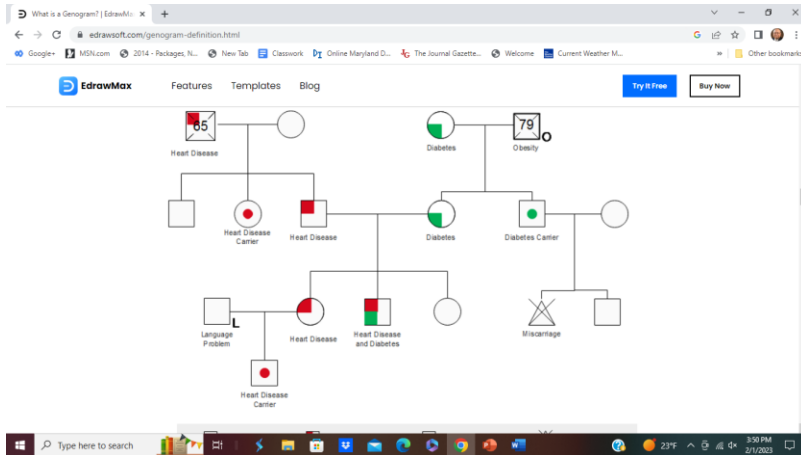 What is a Genogram? | EdrawMa
edrawsoft.com/genogram-definition.html
Google+ MSN.com 2014 - Packages, N... New Tab Classwork Online Maryland D... The Journal Gazette... Welcome Current Weather M... » Other bookmarks
EdrawMax Features Templates Blog Try It Free Buy Now
65
79
O
Heart Disease
Diabetes
Obesity
Heart Disease
Carrier
Heart Disease
Diabetes
Diabetes Carrier
L
Language
Problem
Heart Disease
Heart Disease
and Diabetes
Miscarriage
Heart Disease
Carrier
Type here to search
23°F
3:50 PM
2/1/2023